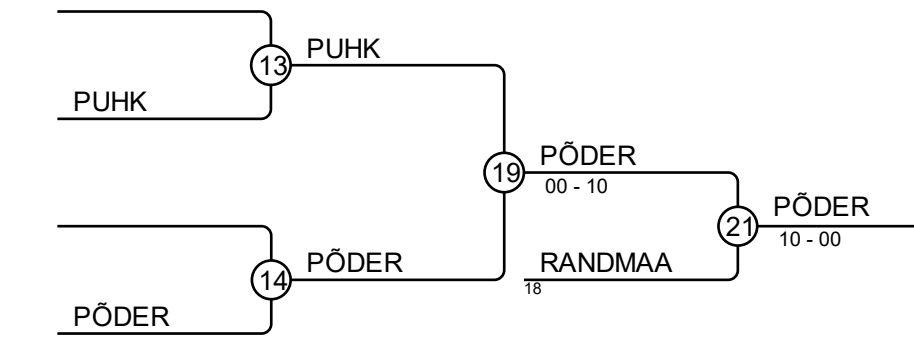 PUHK
13
PUHK
PÕDER
19
00 - 10
PÕDER
21
10 - 00
PÕDER
14
RANDMAA
18
PÕDER